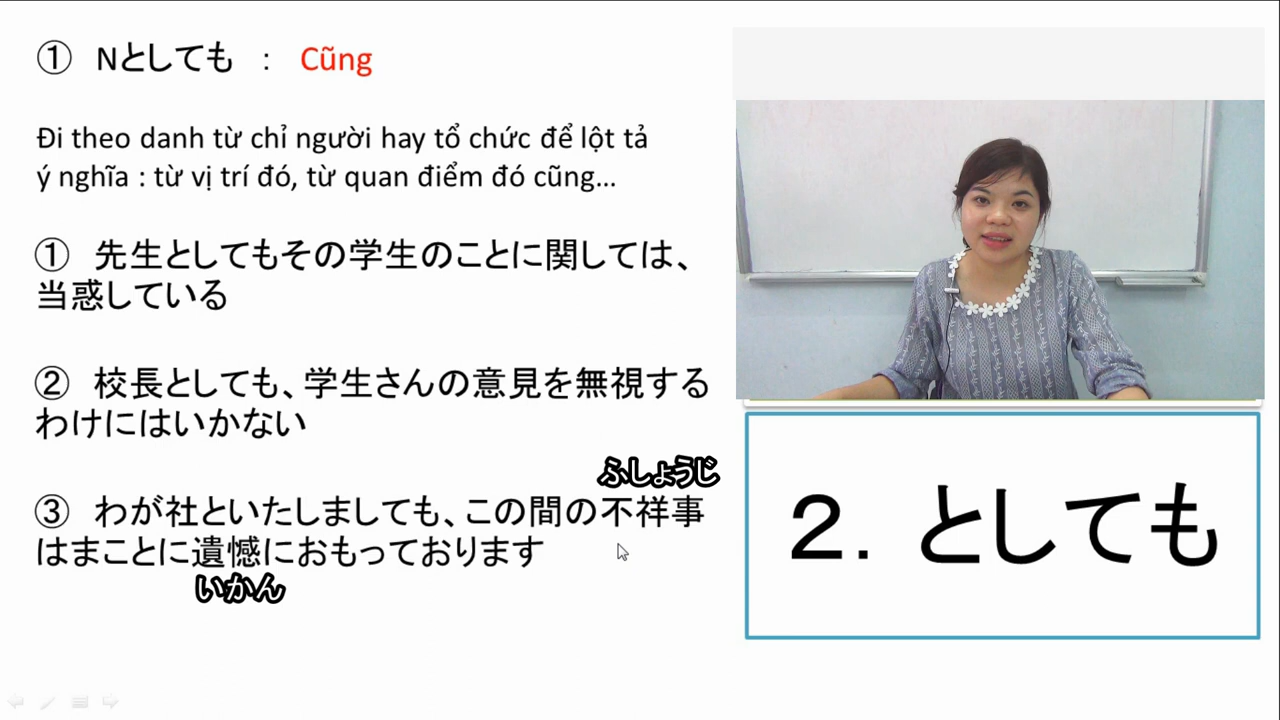 ① Nとしても : Cũng
Đi theo danh từ chỉ người hay tổ chức để lột tả
ý nghĩa : từ vị trí đó, từ quan điểm đó cũng...
① 先生としてもその学生のことに関しては、
当惑している
② 校長としても、学生さんの意見を無視する
わけにはいかない
ふしょうじ
③ わが社といたしましても、この間の不祥事
はまことに遺憾におもっております
いかん
2. としても